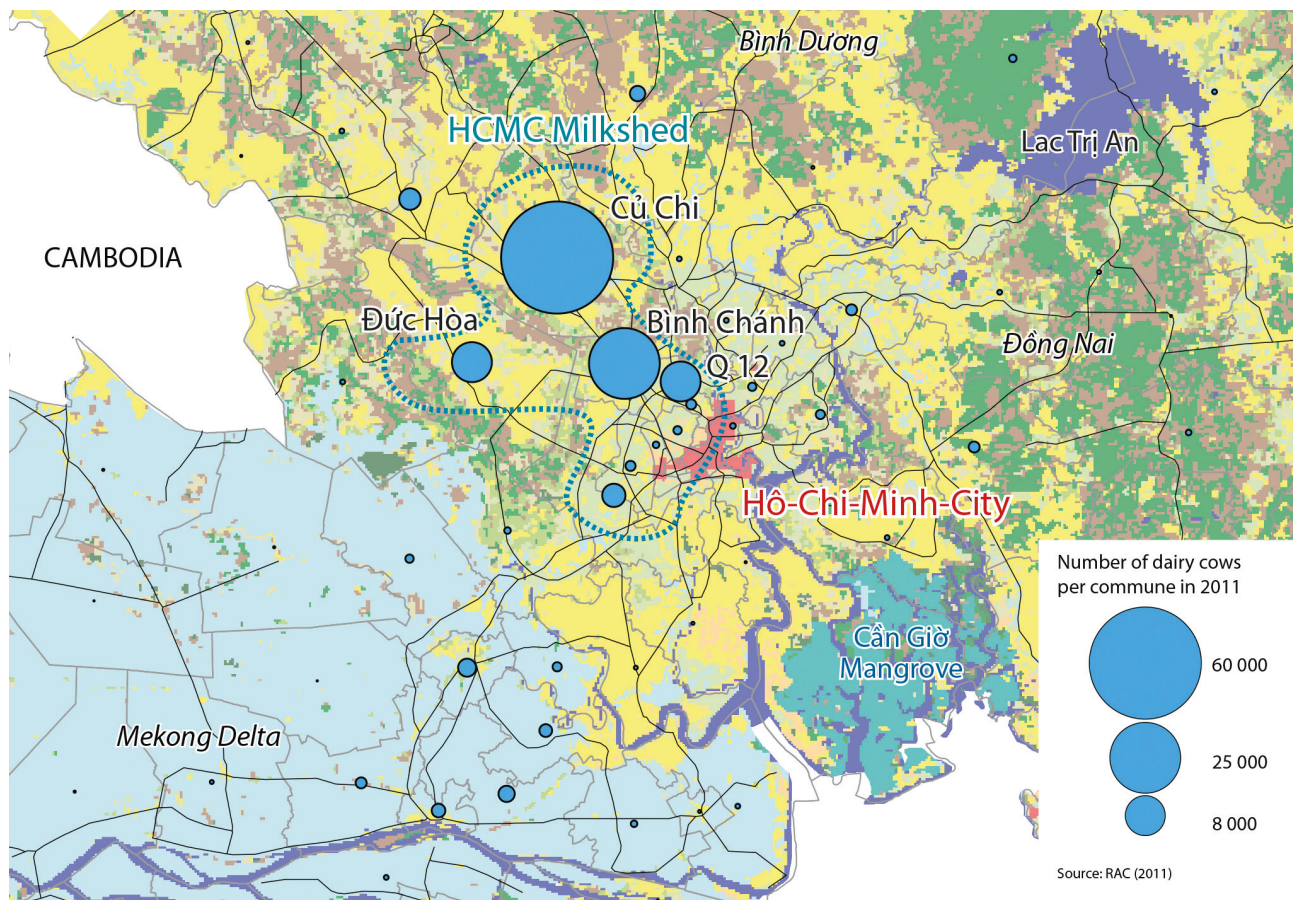 Bình Dương
HCMC Milkshed
Lac Trị An
Củ Chi
CAMBODIA
Đức Hòa
Bình Chánh
Đồng Nai
Q 12
Hô-Chi-Minh-City
Number of dairy cows
per commune in 2011
60 000
25 000
8 000
Source: RAC (2011)
Cần Giờ
Mangrove
Mekong Delta